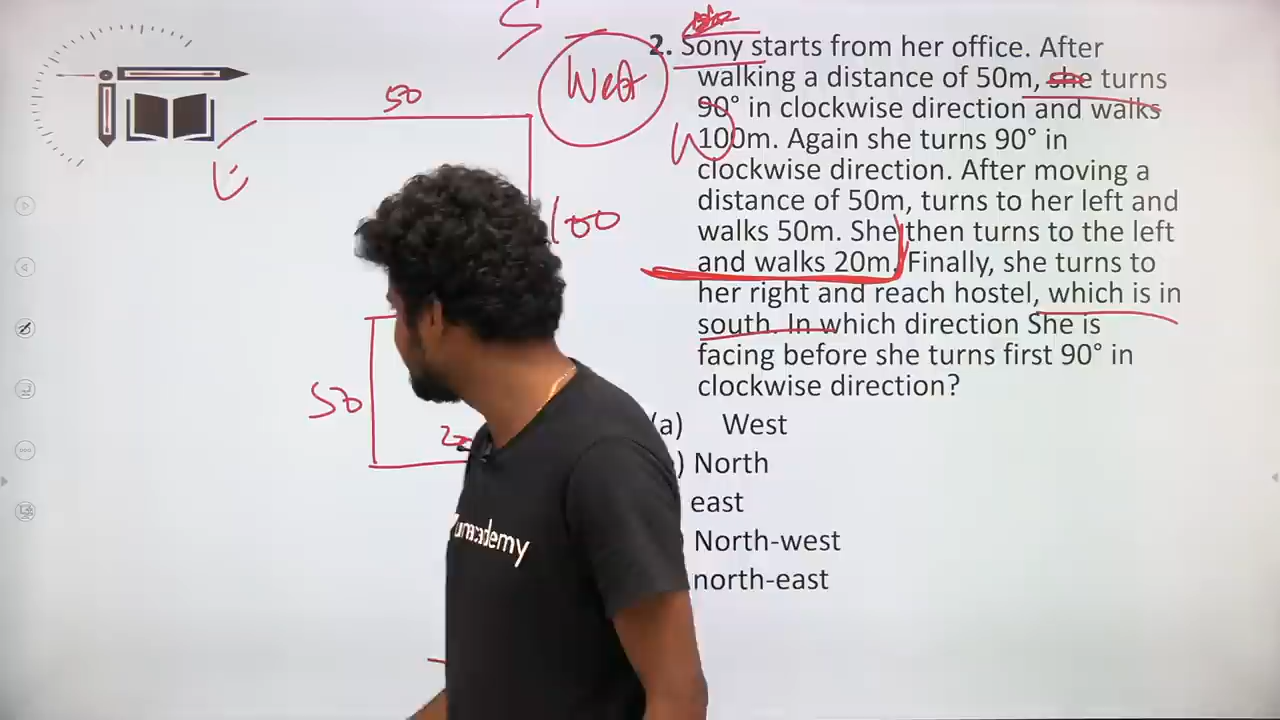 S
50
West
W
100
50
20
2. Sony starts from her office. After
walking a distance of 50m, she turns
90° in clockwise direction and walks
100m. Again she turns 90° in
clockwise direction. After moving a
distance of 50m, turns to her left and
walks 50m. She then turns to the left
and walks 20m. Finally, she turns to
her right and reach hostel, which is in
south. In which direction She is
facing before she turns first 90° in
clockwise direction?
(a) West
) North
east
North-west
north-east
unacademy